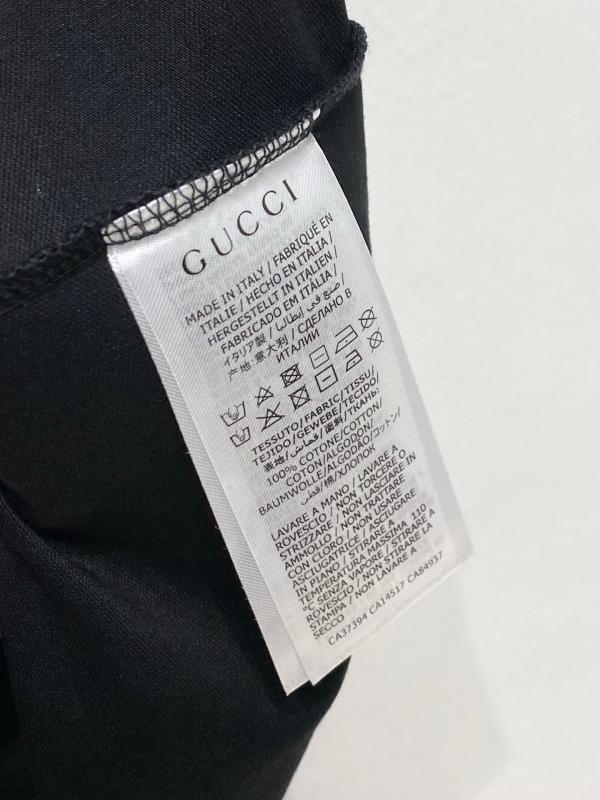 GUCCI
MADE IN ITALY / FABRIQUÉ EN
ITALIE / HECHO EN ITALIA /
HERGESTELLT IN ITALIEN/
FABRICADO EM ITÁLIA/
イタリア製 / صنع في إيطاليا /
产地:意大利 / СДЕЛАНО В
ИТАЛИИ
TESSUTO/FABRIC/TISSU/
TEJIDO/GEWEBE/TECIDO/
表地/قماش/面料/ТКАНЬ:
100% COTONE/COTTON/
COTON/ALGODON/
BAUMWOLLE/ALGODÃO/コットン/
قطن/棉/ХЛОПОК
LAVARE A MANO / LAVARE A
ROVESCIO / NON TORCERE O
STRIZZARE / NON LASCIARE IN
AMMOLLO / NON TRATTARE
CON CLORO / NON USARE
ASCIUGATRICE / ASCIUGARE
IN PIANO / STIRARE A
TEMPERATURA MASSIMA 110
°C SENZA VAPORE / STIRARE A
ROVESCIO / NON STIRARE LA
STAMPA / NON LAVARE A
SECCO
CA37394 CA14517 CA84937